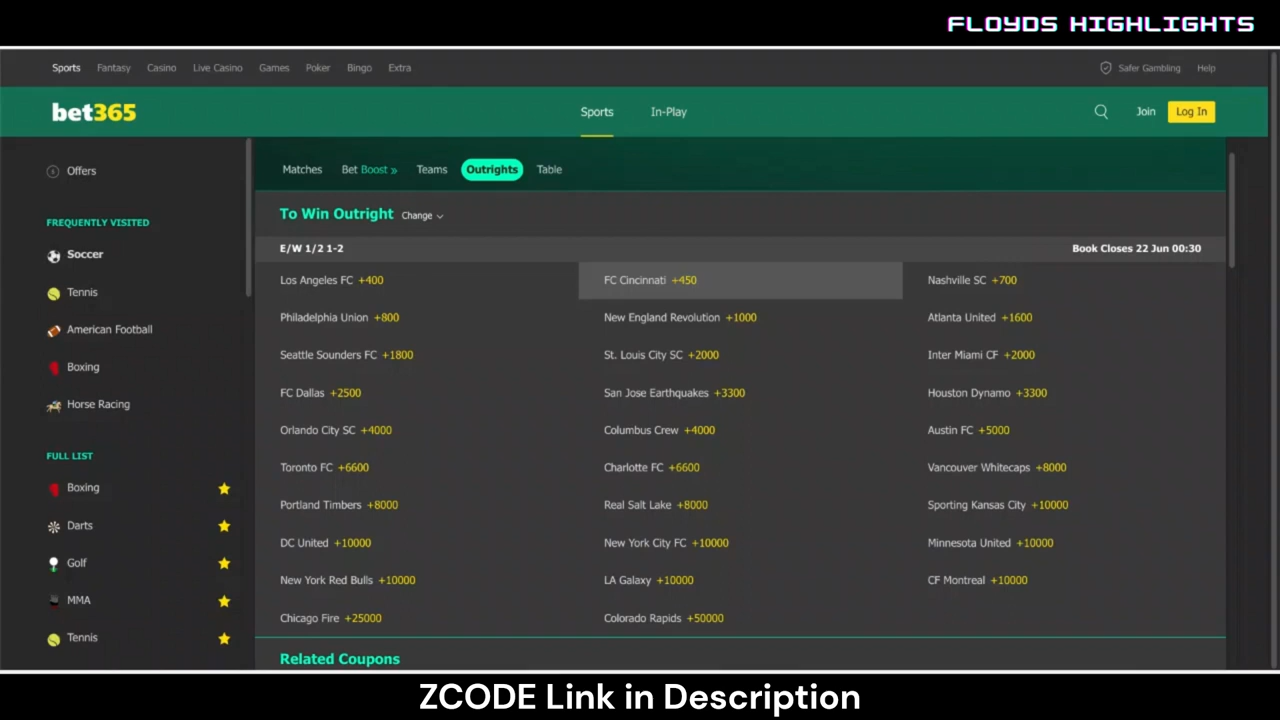 FLOYDS HIGHLIGHTS
Sports Fantasy Casino Live Casino Games Poker Bingo Extra Safer Gambling Help
bet365 Sports In-Play Join Log In
Offers
FREQUENTLY VISITED
Soccer
Tennis
American Football
Boxing
Horse Racing
FULL LIST
Boxing
Darts
Golf
MMA
Tennis
Matches Bet Boost » Teams Outrights Table
To Win Outright Change
E/W 1/2 1-2 Book Closes 22 Jun 00:30
Los Angeles FC +400 FC Cincinnati +450 Nashville SC +700
Philadelphia Union +800 New England Revolution +1000 Atlanta United +1600
Seattle Sounders FC +1800 St. Louis City SC +2000 Inter Miami CF +2000
FC Dallas +2500 San Jose Earthquakes +3300 Houston Dynamo +3300
Orlando City SC +4000 Columbus Crew +4000 Austin FC +5000
Toronto FC +6600 Charlotte FC +6600 Vancouver Whitecaps +8000
Portland Timbers +8000 Real Salt Lake +8000 Sporting Kansas City +10000
DC United +10000 New York City FC +10000 Minnesota United +10000
New York Red Bulls +10000 LA Galaxy +10000 CF Montreal +10000
Chicago Fire +25000 Colorado Rapids +50000
Related Coupons
ZCODE Link in Description